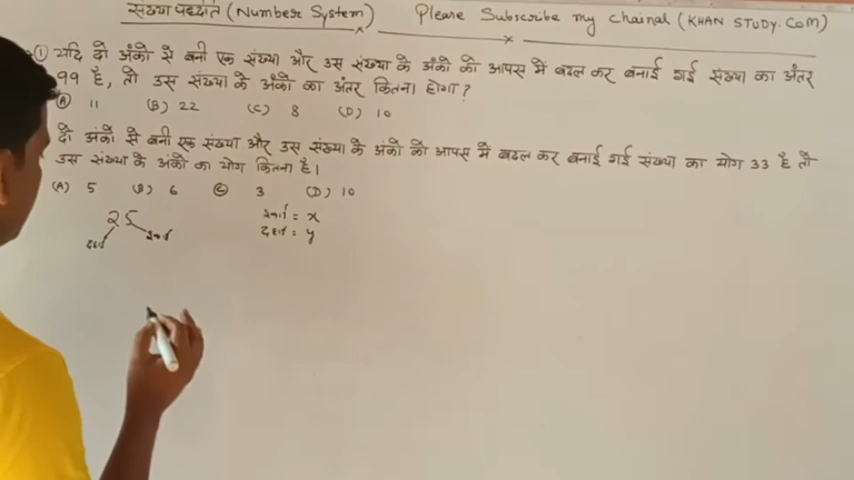 संख्या पद्धति (Number System) Please Subscribe my Chainal (KHAN STUDY.COM)
① यदि दो अंको से बनी एक संख्या और उस संख्या के अंको को आपस में बदल कर बनाई गई संख्या का अंतर
99 है, तो उस संख्या के अंको का अंतर कितना होगा?
(A) 11 (B) 22 (C) 8 (D) 10
दो अंको से बनी एक संख्या और उस संख्या के अंको को आपस में बदल कर बनाई गई संख्या का योग 33 है तो
उस संख्या के अंको का योग कितना है।
(A) 5 (B) 6 (C) 3 (D) 10
25 इकाई = x
दहाई इकाई दहाई = y